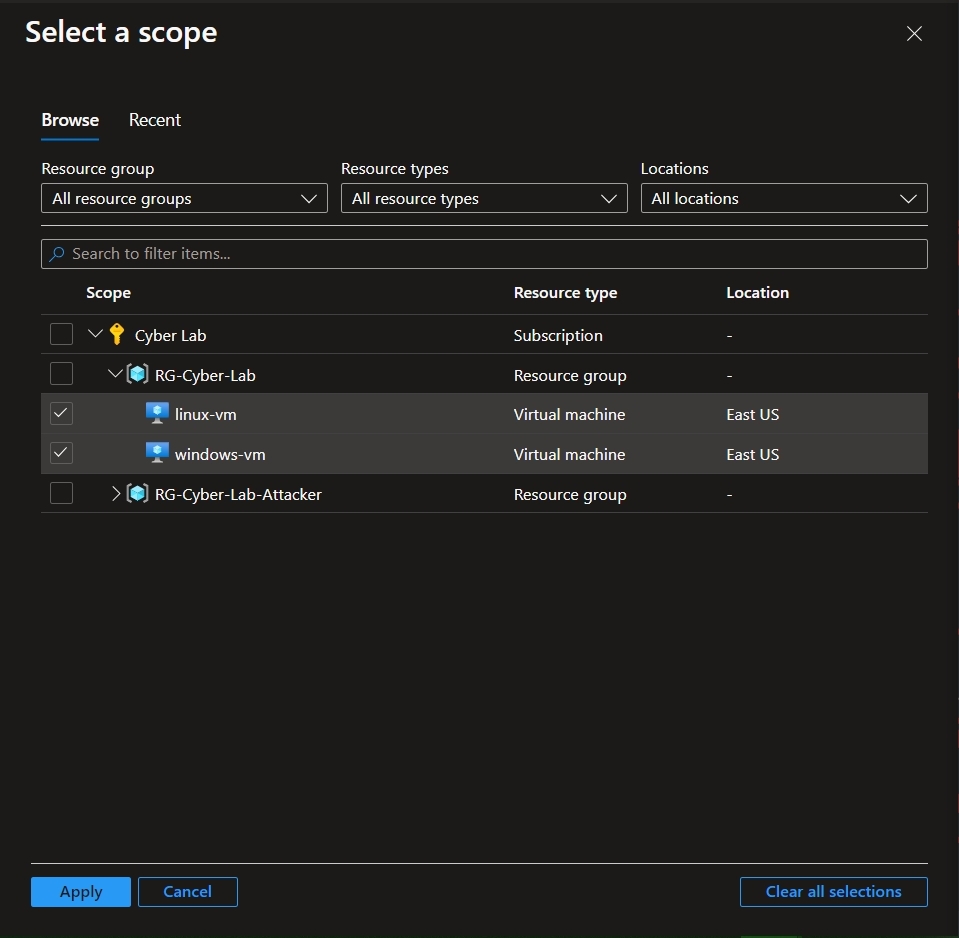 Select a scope
Browse Recent
Resource group Resource types Locations
All resource groups All resource types All locations
Search to filter items...
Scope Resource type Location
Cyber Lab Subscription -
RG-Cyber-Lab Resource group -
linux-vm Virtual machine East US
windows-vm Virtual machine East US
RG-Cyber-Lab-Attacker Resource group -
Apply Cancel Clear all selections